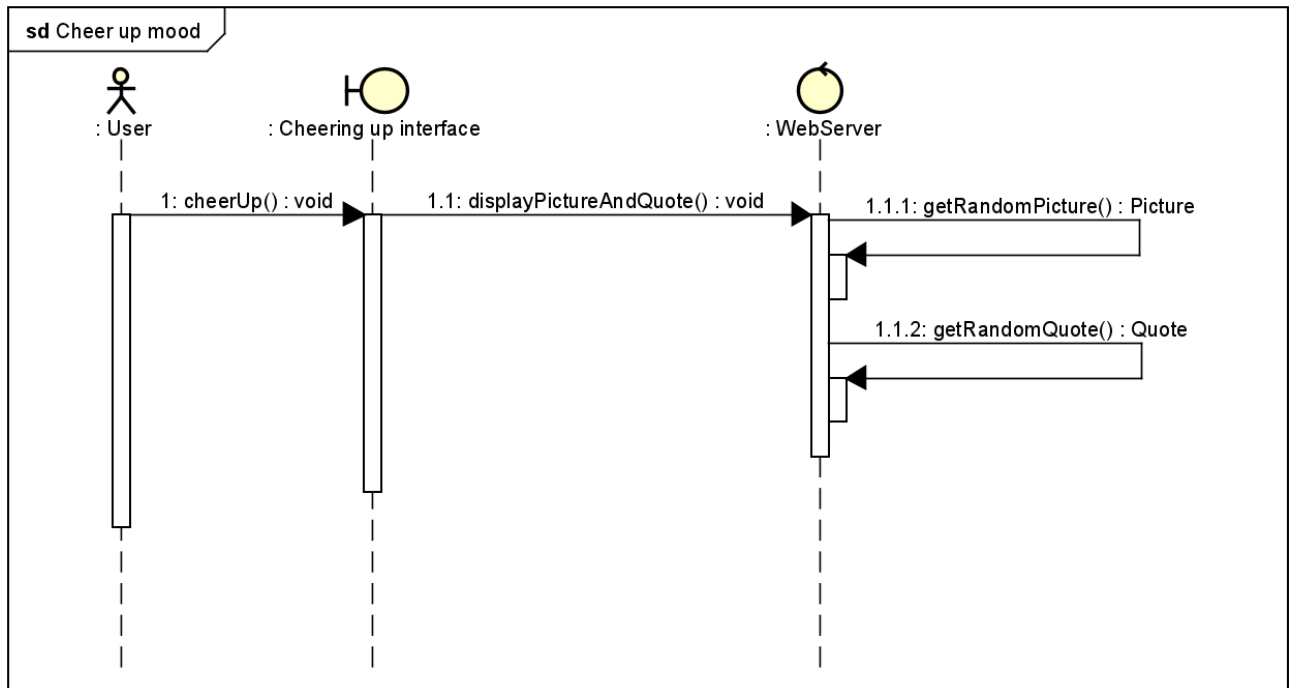 sd Cheer up mood
: User
: Cheering up interface
: WebServer
1: cheerUp() : void
1.1: displayPictureAndQuote() : void
1.1.1: getRandomPicture() : Picture
1.1.2: getRandomQuote() : Quote